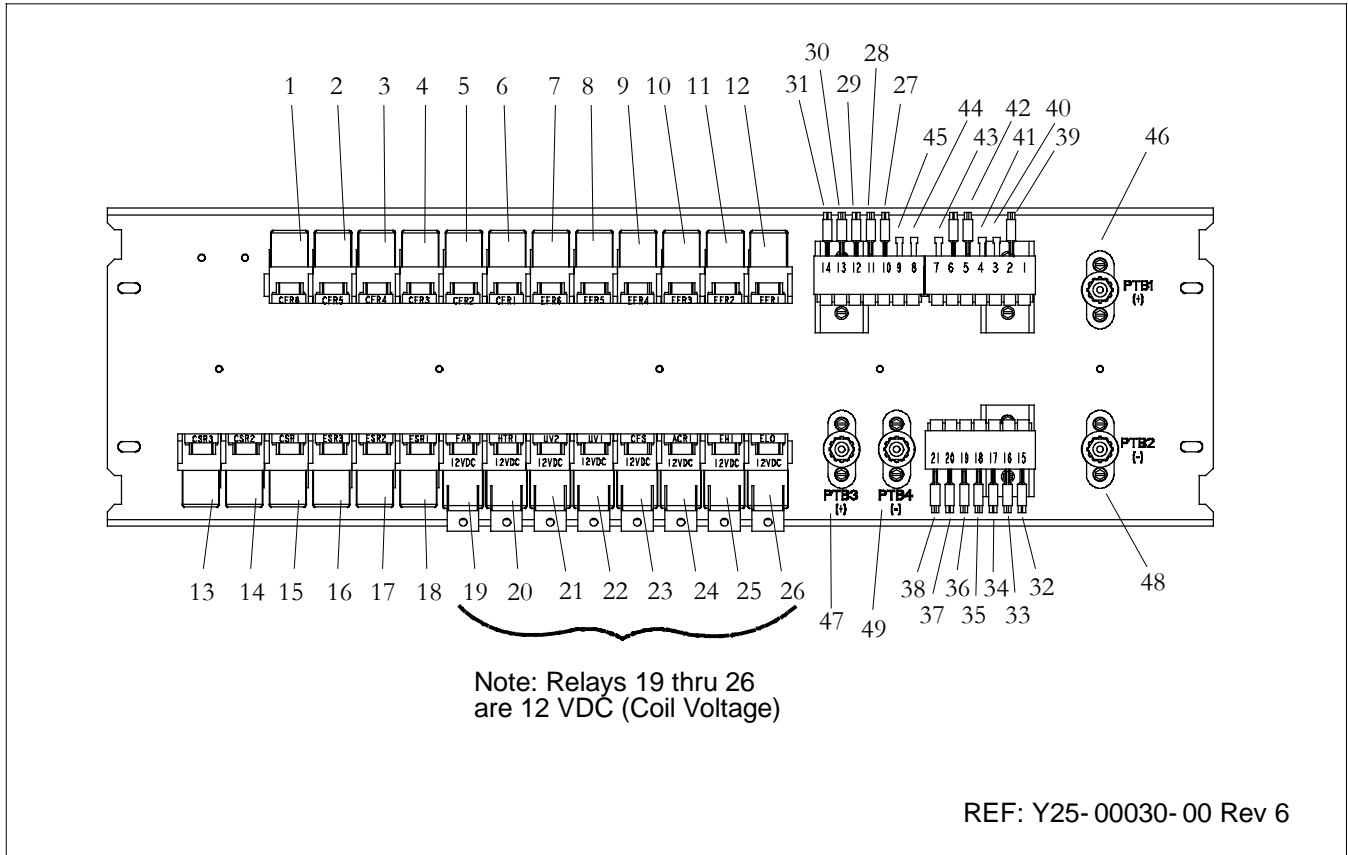 30 28
31 29 27
1 2 3 4 5 6 7 8 9 10 11 12
44 42 40
45 43 41 39 46
14 13 12 11 10 9 8 7 6 5 4 3 2 1
CFR6 CFR5 CFR4 CFR3 CFR2 CFR1 EFR6 EFR5 EFR4 EFR3 EFR2 EFR1
PTB1
(+)
CSR3 CSR2 CSR1 ESR3 ESR2 ESR1 FAR HTR1 UV2 UV1 CFS ACR1 EHI ELO
12VDC 12VDC 12VDC 12VDC 12VDC 12VDC 12VDC 12VDC
21 20 19 18 17 16 15
PTB2
(-)
PTB3
(+)
PTB4
(-)
13 14 15 16 17 18 19 20 21 22 23 24 25 26
47 49
38 36 34 32
37 35 33
48
Note: Relays 19 thru 26
are 12 VDC (Coil Voltage)
REF: Y25-00030-00 Rev 6